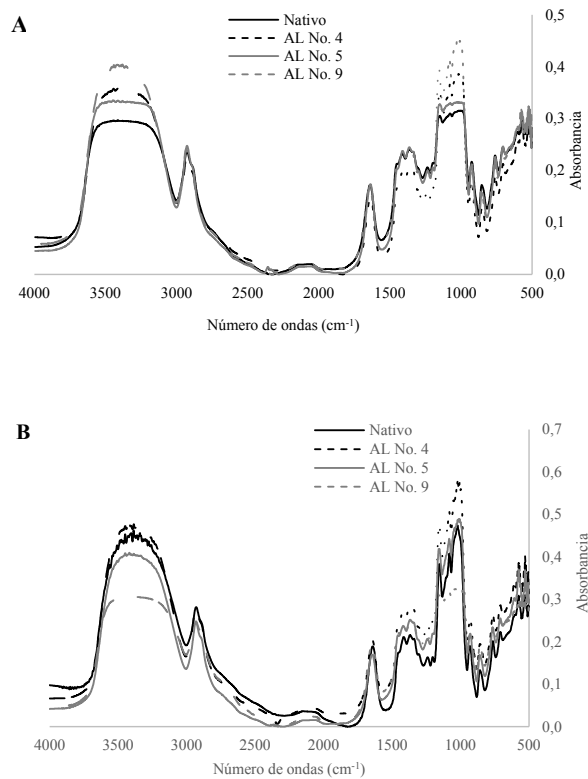 A
Nativo
AL No. 4
AL No. 5
AL No. 9
0,5
0,4
0,3
0,2
0,1
0,0
Absorbancia
4000 3500 3000 2500 2000 1500 1000 500
Número de ondas (cm⁻¹)
B
Nativo
AL No. 4
AL No. 5
AL No. 9
0,7
0,6
0,5
0,4
0,3
0,2
0,1
0,0
Absorbancia
4000 3500 3000 2500 2000 1500 1000 500
Número de ondas (cm⁻¹)